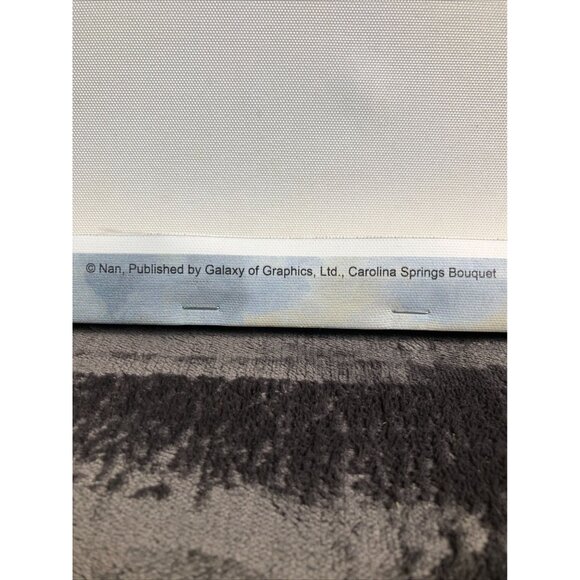 © Nan, Published by Galaxy of Graphics, Ltd., Carolina Springs Bouquet